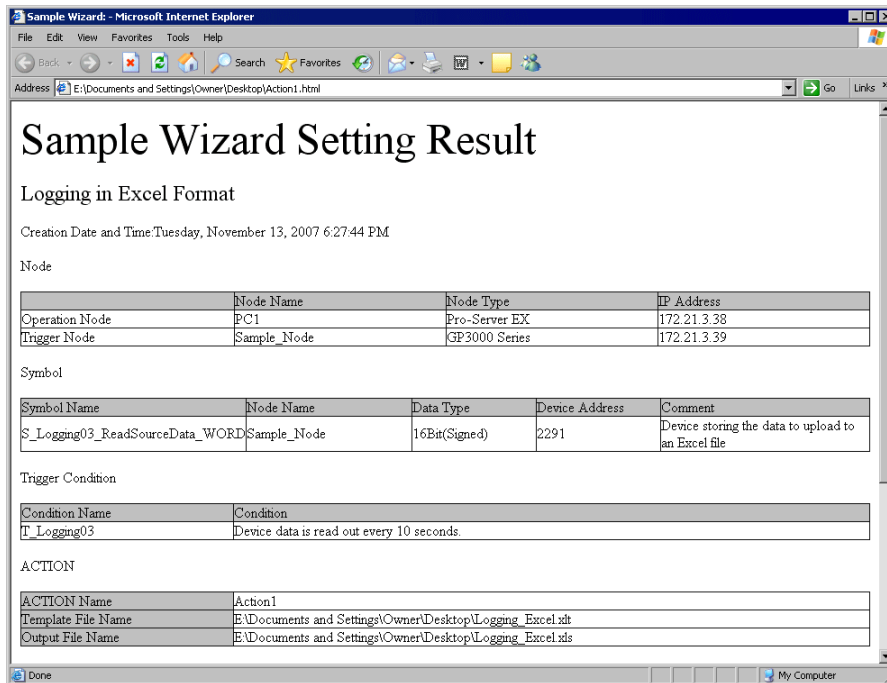 Sample Wizard: - Microsoft Internet Explorer
File Edit View Favorites Tools Help
Back Search Favorites
Address E:\Documents and Settings\Owner\Desktop\Action1.html Go Links »
Sample Wizard Setting Result
Logging in Excel Format
Creation Date and Time:Tuesday, November 13, 2007 6:27:44 PM
Node
Node Name Node Type IP Address
Operation Node PC1 Pro-Server EX 172.21.3.38
Trigger Node Sample_Node GP3000 Series 172.21.3.39
Symbol
Symbol Name Node Name Data Type Device Address Comment
S_Logging03_ReadSourceData_WORD Sample_Node 16Bit(Signed) 2291 Device storing the data to upload to
an Excel file
Trigger Condition
Condition Name Condition
T_Logging03 Device data is read out every 10 seconds.
ACTION
ACTION Name Action1
Template File Name E:\Documents and Settings\Owner\Desktop\Logging_Excel.xlt
Output File Name E:\Documents and Settings\Owner\Desktop\Logging_Excel.xls
Done My Computer